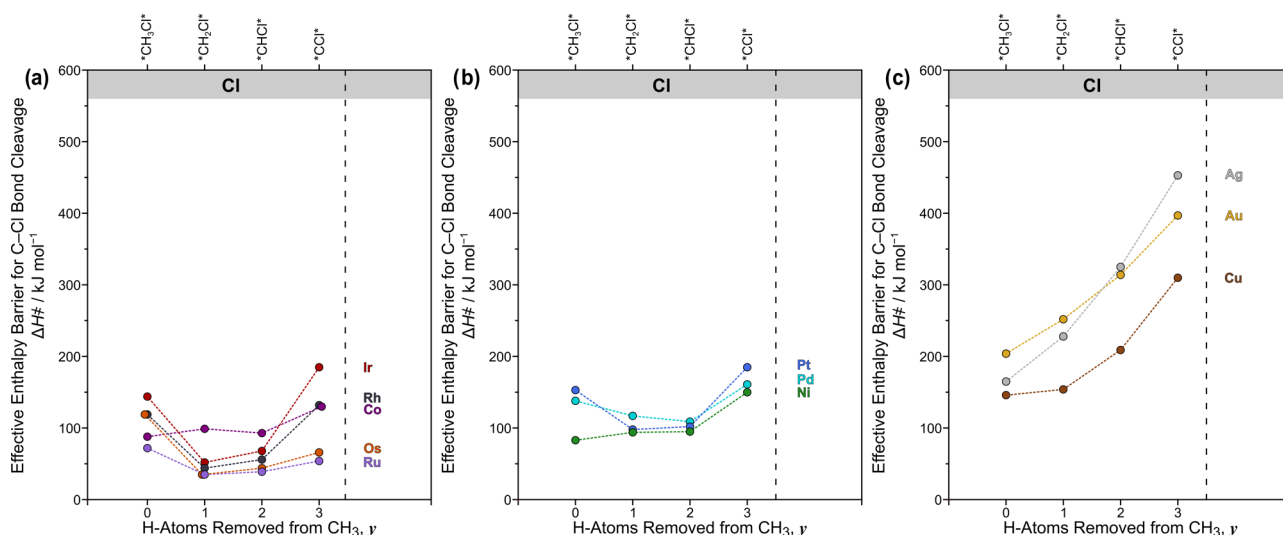 *CH₃Cl*
*CH₂Cl*
*CHCl*
*CCl*
(a)
Cl
Effective Enthalpy Barrier for C–Cl Bond Cleavage
ΔH‡ / kJ mol⁻¹
600
500
400
300
200
100
0
Ir
Rh
Co
Os
Ru
0 1 2 3
H-Atoms Removed from CH₃, y
*CH₃Cl*
*CH₂Cl*
*CHCl*
*CCl*
(b)
Cl
Effective Enthalpy Barrier for C–Cl Bond Cleavage
ΔH‡ / kJ mol⁻¹
600
500
400
300
200
100
0
Pt
Pd
Ni
0 1 2 3
H-Atoms Removed from CH₃, y
*CH₃Cl*
*CH₂Cl*
*CHCl*
*CCl*
(c)
Cl
Effective Enthalpy Barrier for C–Cl Bond Cleavage
ΔH‡ / kJ mol⁻¹
600
500
400
300
200
100
0
Ag
Au
Cu
0 1 2 3
H-Atoms Removed from CH₃, y